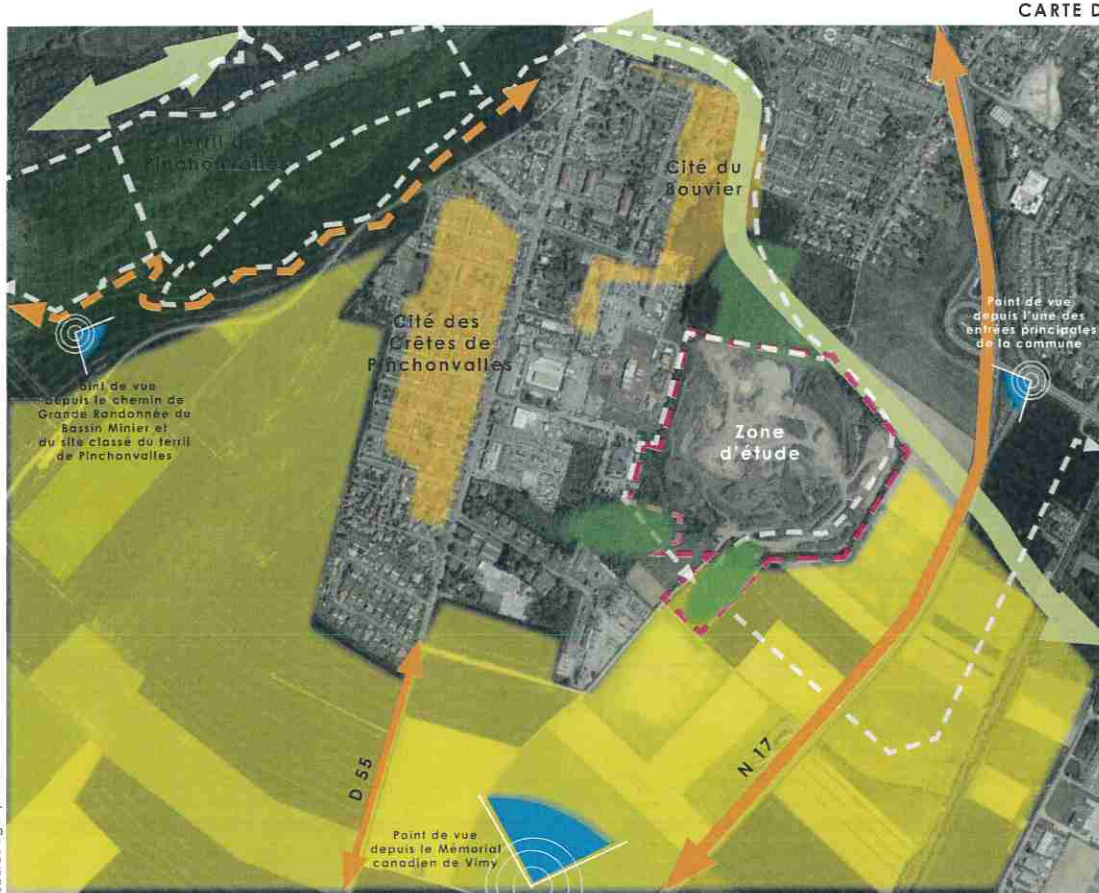 CARTE D
Terril de
Pinchonvalles
Cité du
Bouvier
Cité des
Crêtes de
Pinchonvalles
Point de vue
depuis l'une des
entrées principales
de la commune
Point de vue
depuis le chemin de
Grande Randonnée du
Bassin Minier et
du site classé du terril
de Pinchonvalles
Zone
d'étude
D 55
N 17
Point de vue
depuis le Mémorial
canadien de Vimy